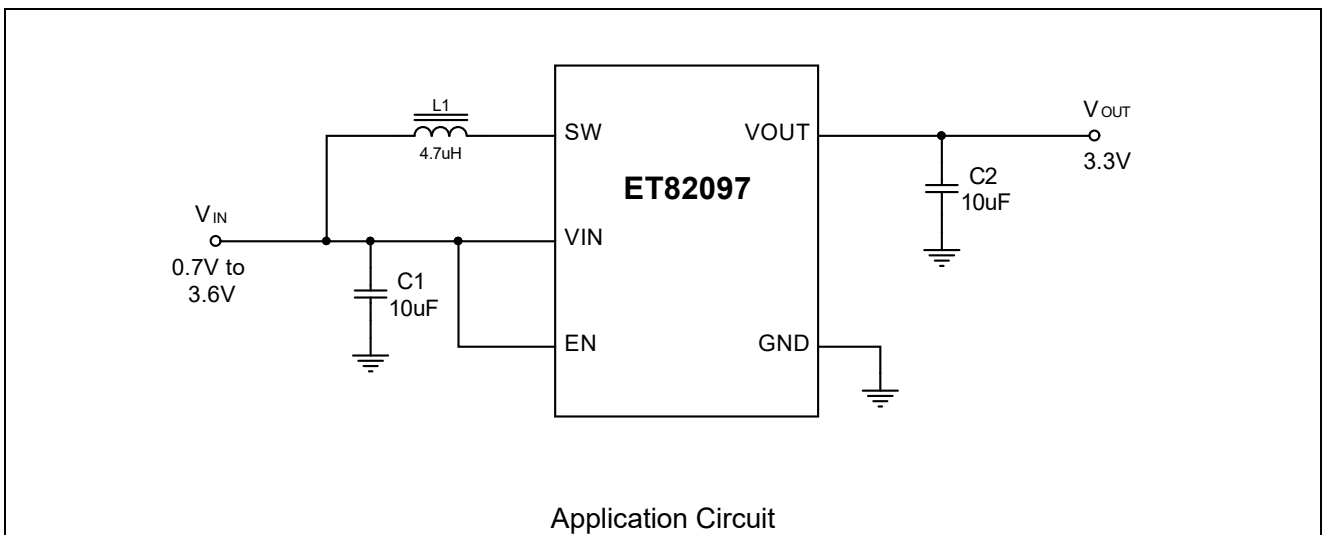 L1
4.7uH
SW
VOUT
V OUT
3.3V
ET82097
C2
10uF
VIN
VIN
0.7V to
3.6V
C1
10uF
EN
GND
Application Circuit